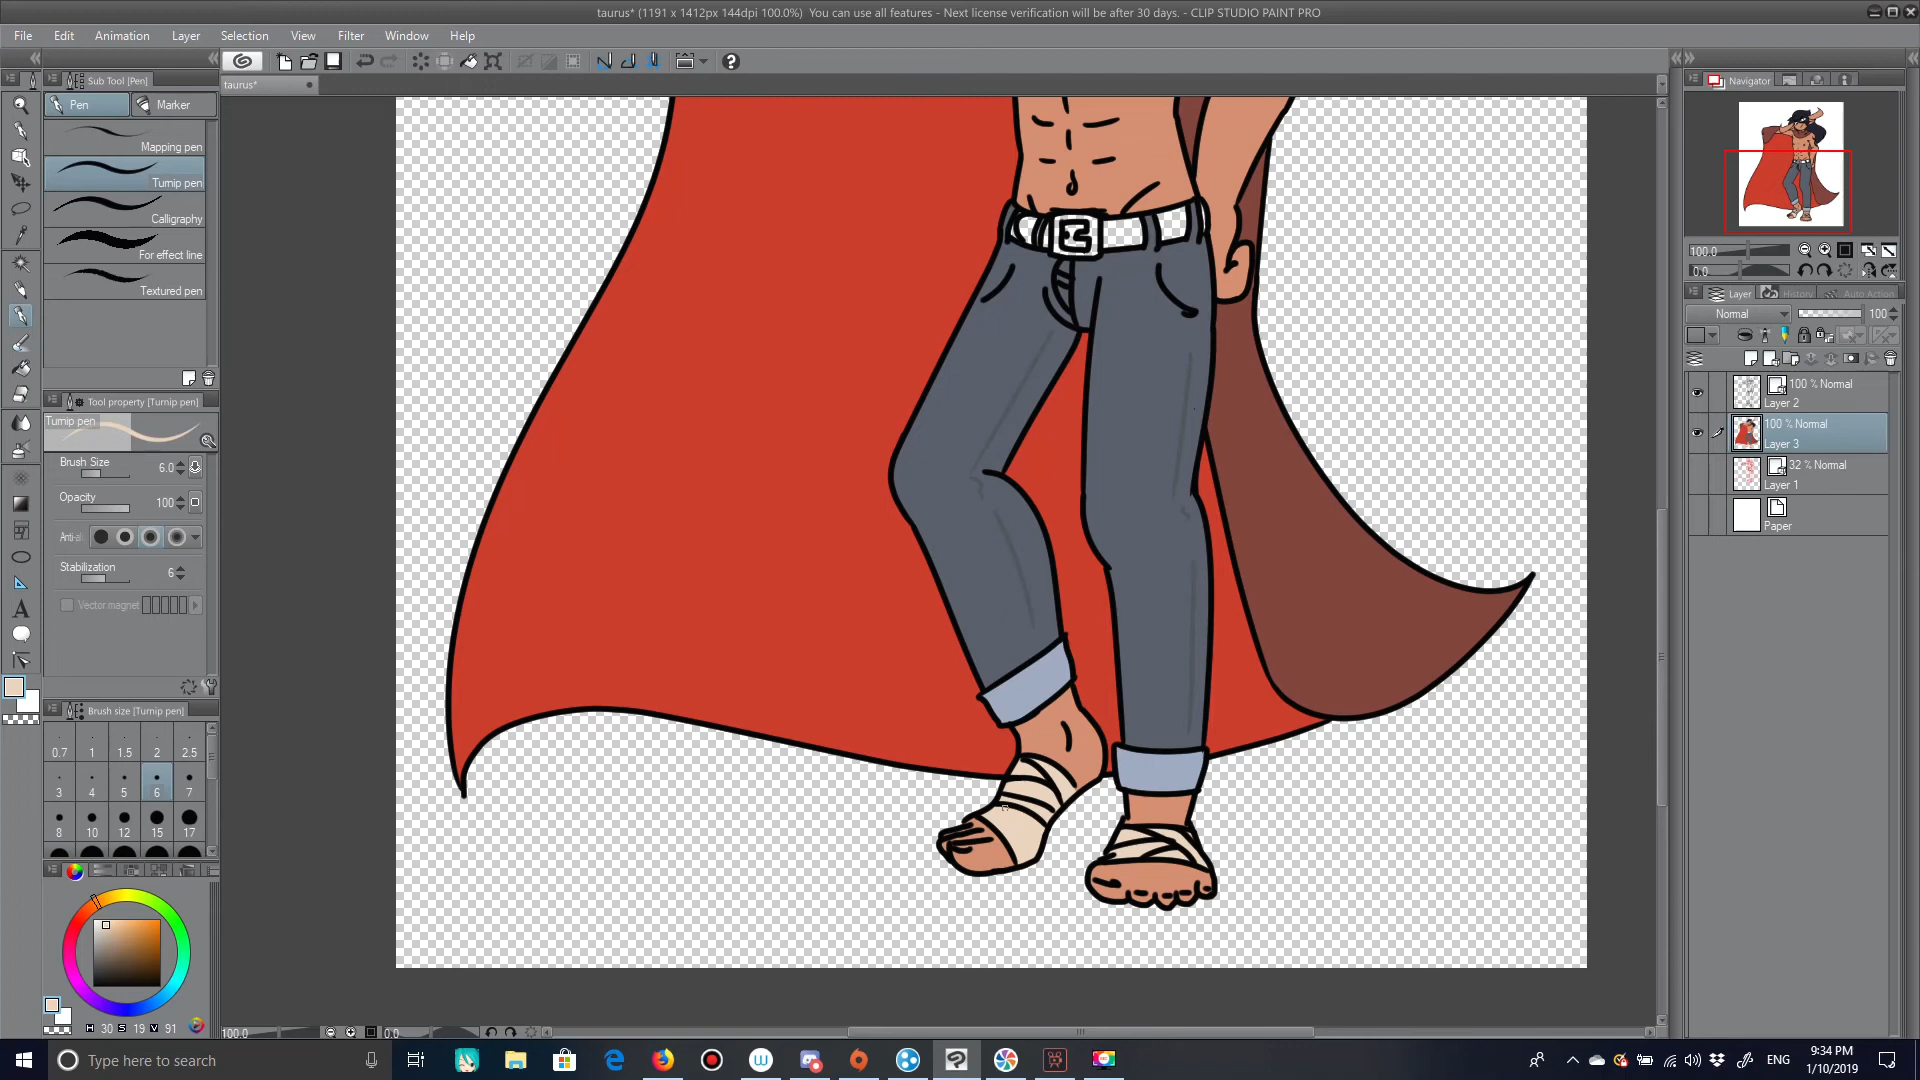 taurus* (1191 x 1412px 144dpi 100.0%)  You can use all features - Next license verification will be after 30 days. - CLIP STUDIO PAINT PRO
File Edit Animation Layer Selection View Filter Window Help
Sub Tool [Pen]
taurus*
Navigator
Pen Marker
Mapping pen
Turnip pen
Calligraphy
For effect line
Textured pen
100.0
0.0
Layer History Auto Action
Normal 100
100 % Normal
Layer 2
100 % Normal
Layer 3
32 % Normal
Layer 1
Paper
Tool property [Turnip pen]
Turnip pen
Brush Size 6.0
Opacity 100
Anti-al
Stabilization 6
Vector magnet
Brush size [Turnip pen]
0.7 1 1.5 2 2.5
3 4 5 6 7
8 10 12 15 17
H 30 S 19 V 91
100.0 0.0
Type here to search
ENG
9:34 PM
1/10/2019